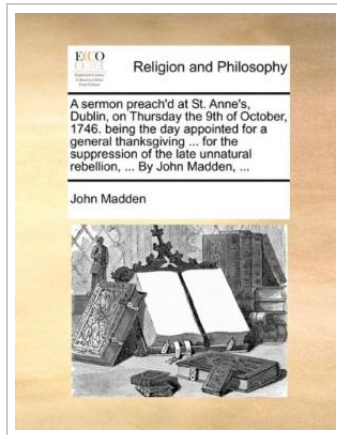 ECCO
Religion and Philosophy
A sermon preach'd at St. Anne's,
Dublin, on Thursday the 9th of October,
1746. being the day appointed for a
general thanksgiving ... for the
suppression of the late unnatural
rebellion, ... By John Madden, ...
John Madden